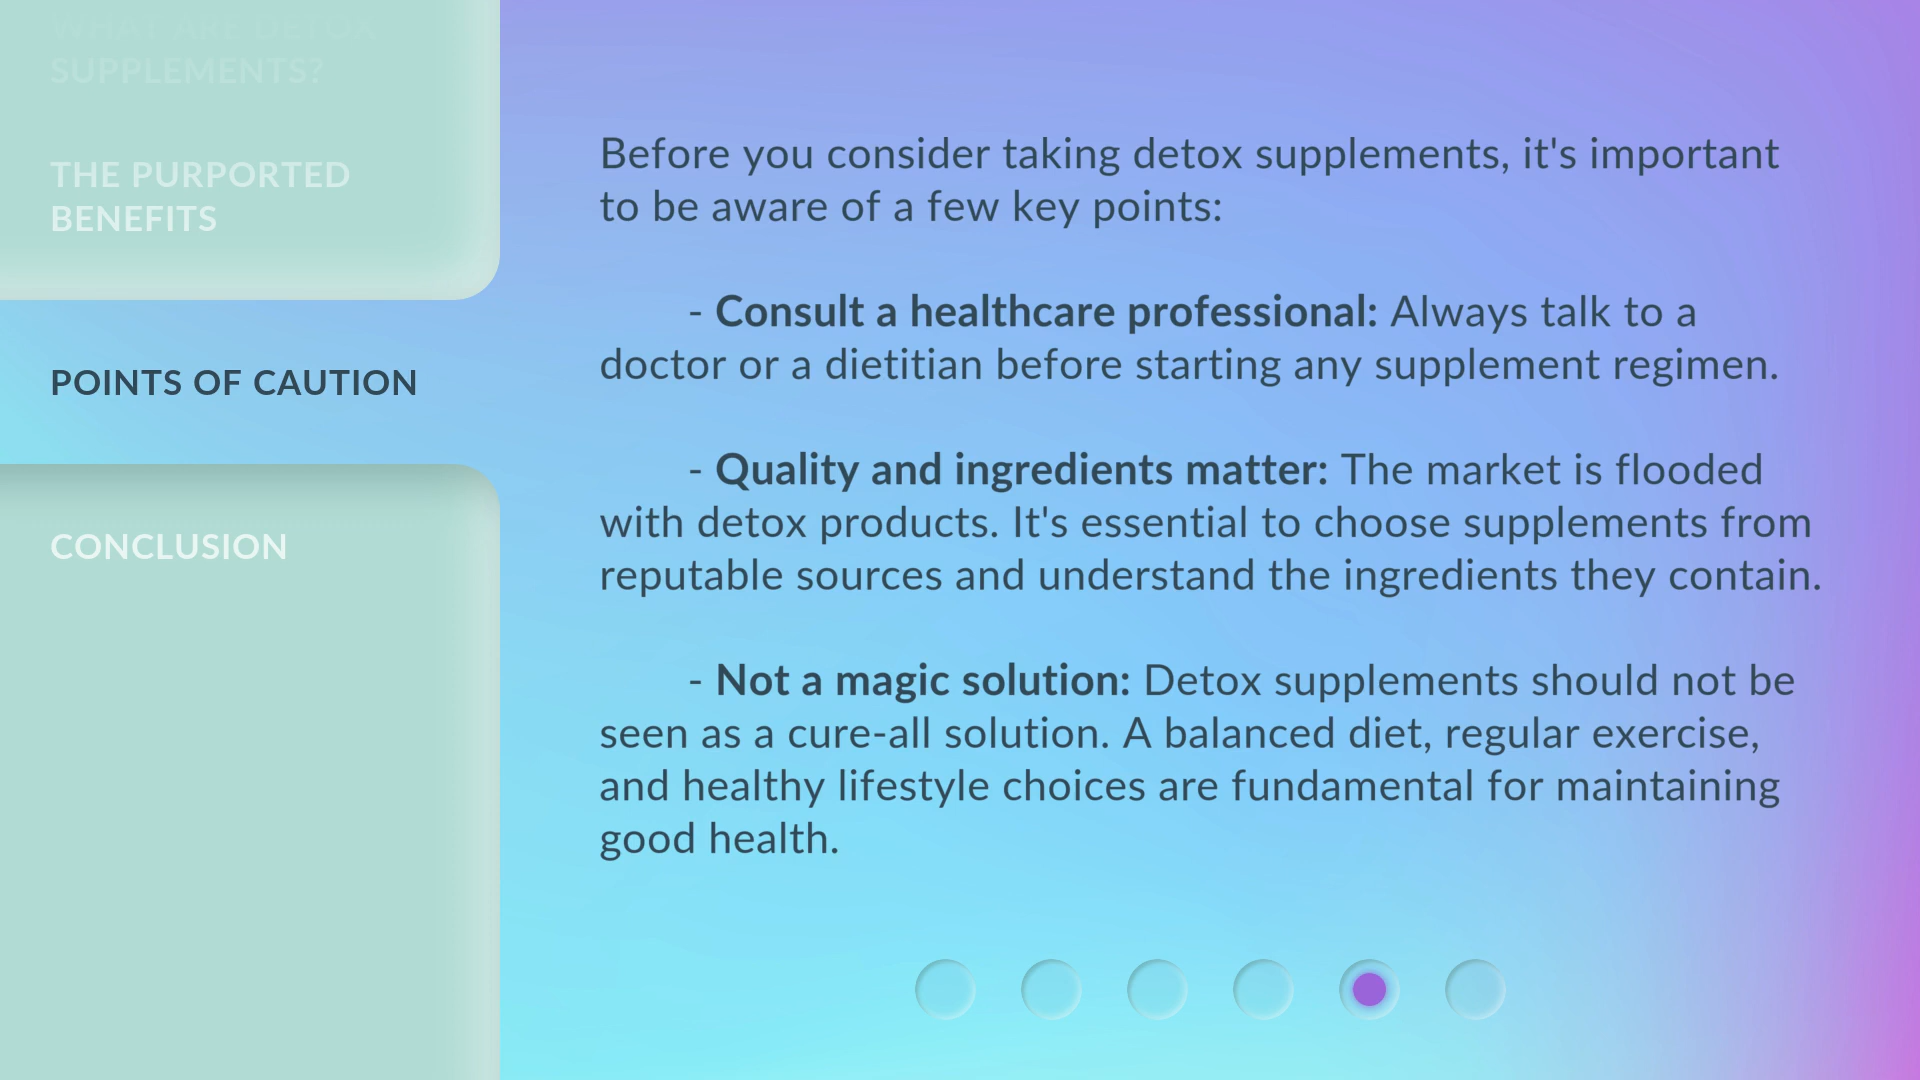 WHAT ARE DETOX
SUPPLEMENTS?
THE PURPORTED
BENEFITS
POINTS OF CAUTION
CONCLUSION
Before you consider taking detox supplements, it's important
to be aware of a few key points:
- Consult a healthcare professional: Always talk to a
doctor or a dietitian before starting any supplement regimen.
- Quality and ingredients matter: The market is flooded
with detox products. It's essential to choose supplements from
reputable sources and understand the ingredients they contain.
- Not a magic solution: Detox supplements should not be
seen as a cure-all solution. A balanced diet, regular exercise,
and healthy lifestyle choices are fundamental for maintaining
good health.